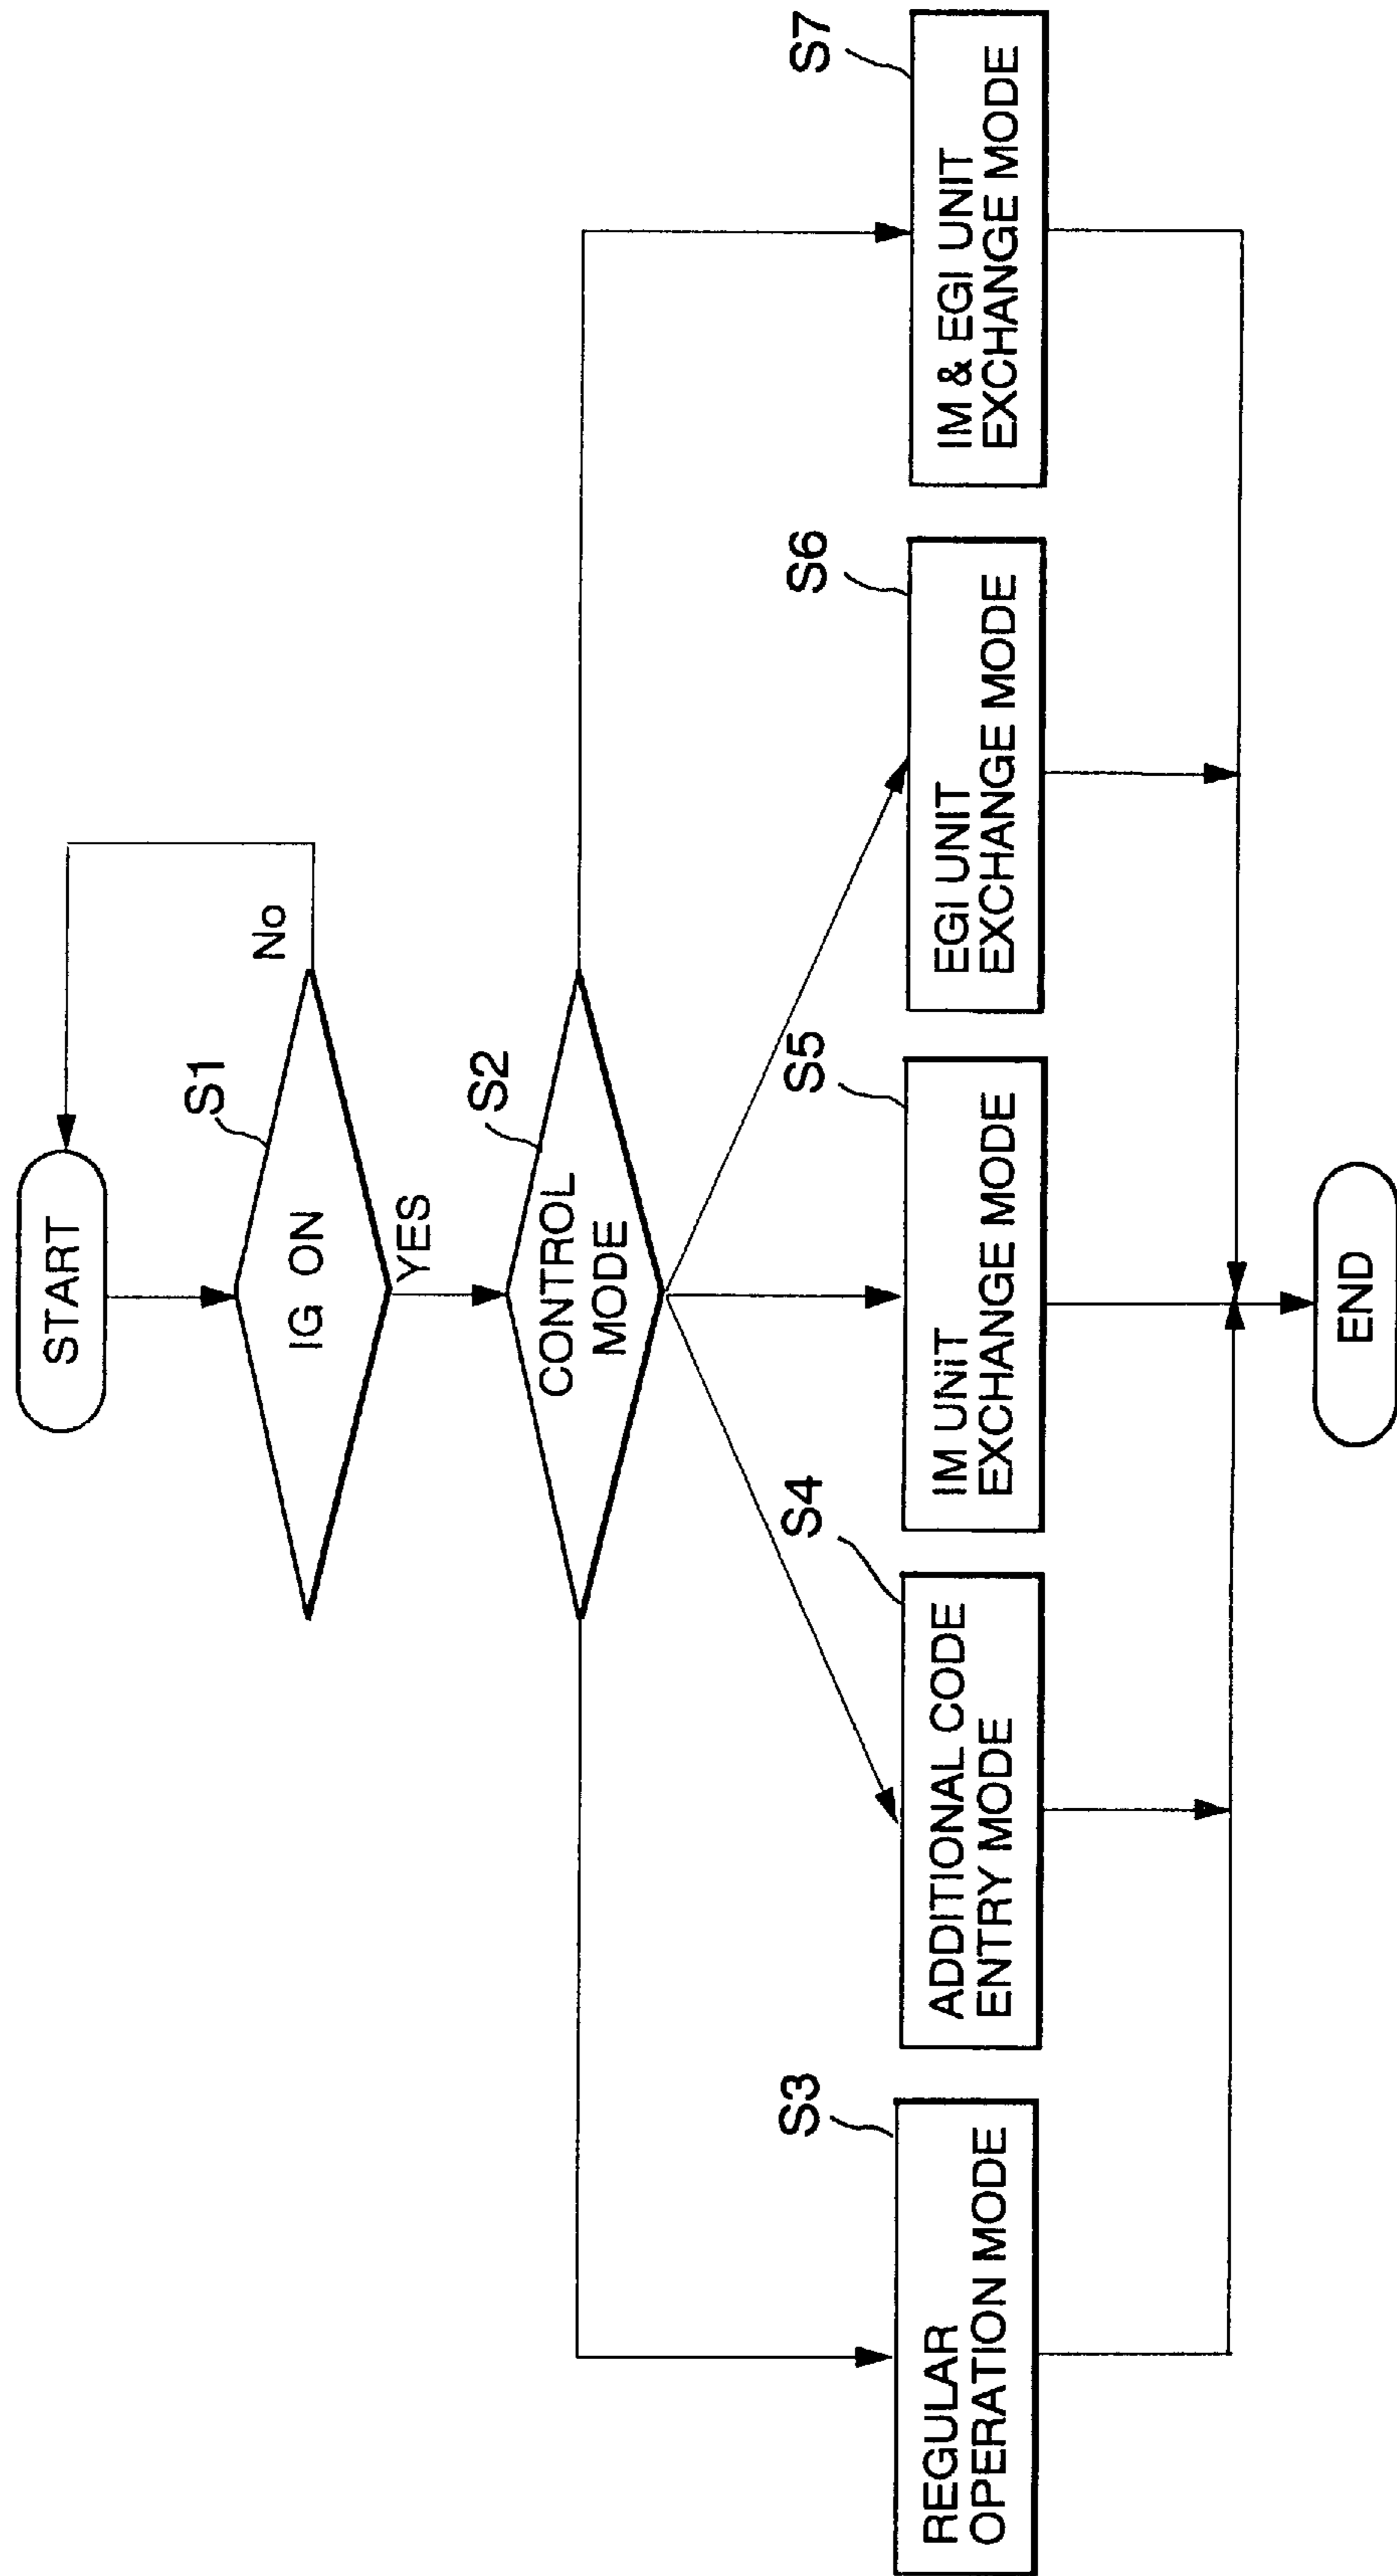 START
S1
IG ON
No
YES
S2
CONTROL
MODE
S3
REGULAR
OPERATION MODE
S4
ADDITIONAL CODE
ENTRY MODE
S5
IM UNiT
EXCHANGE MODE
S6
EGI UNIT
EXCHANGE MODE
S7
IM & EGI UNIT
EXCHANGE MODE
END